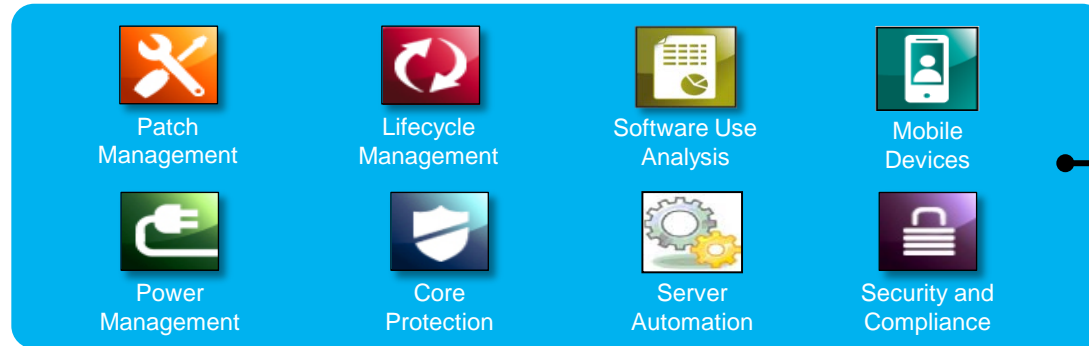 Patch
Management
Lifecycle
Management
Software Use
Analysis
Mobile
Devices
Power
Management
Core
Protection
Server
Automation
Security and
Compliance